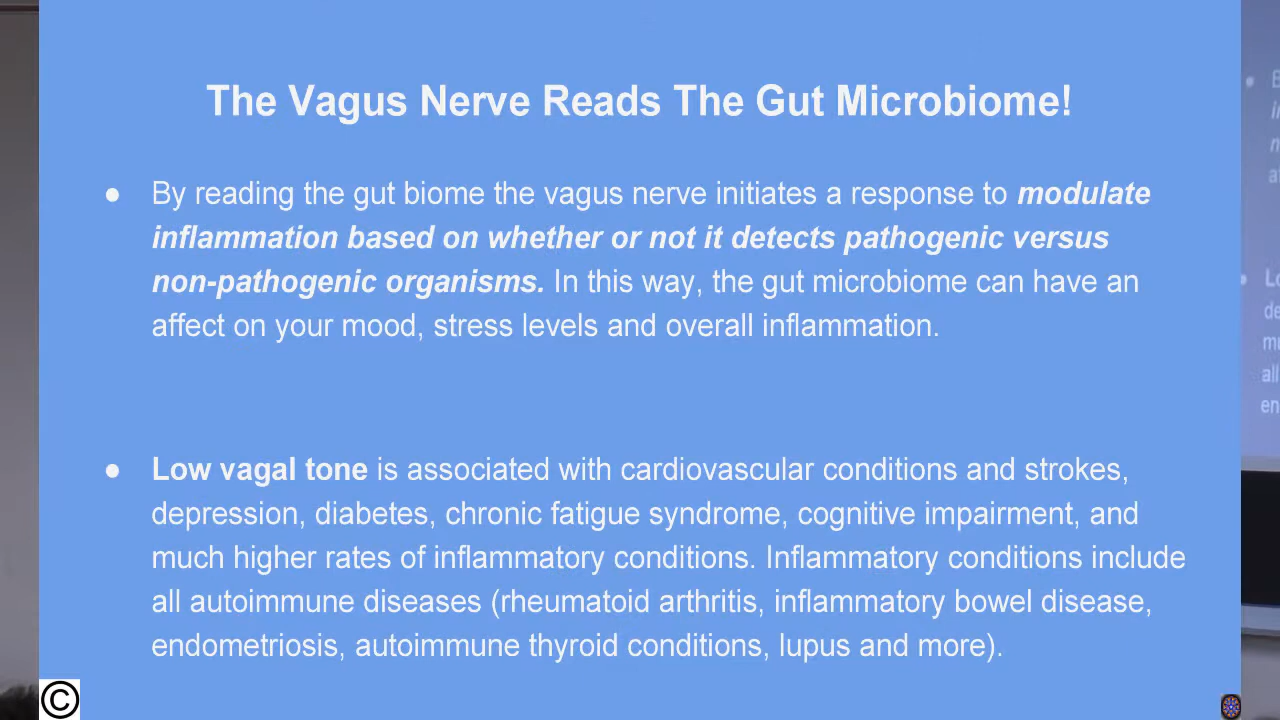 The Vagus Nerve Reads The Gut Microbiome!
● By reading the gut biome the vagus nerve initiates a response to modulate
inflammation based on whether or not it detects pathogenic versus
non-pathogenic organisms. In this way, the gut microbiome can have an
affect on your mood, stress levels and overall inflammation.
● Low vagal tone is associated with cardiovascular conditions and strokes,
depression, diabetes, chronic fatigue syndrome, cognitive impairment, and
much higher rates of inflammatory conditions. Inflammatory conditions include
all autoimmune diseases (rheumatoid arthritis, inflammatory bowel disease,
endometriosis, autoimmune thyroid conditions, lupus and more).
©